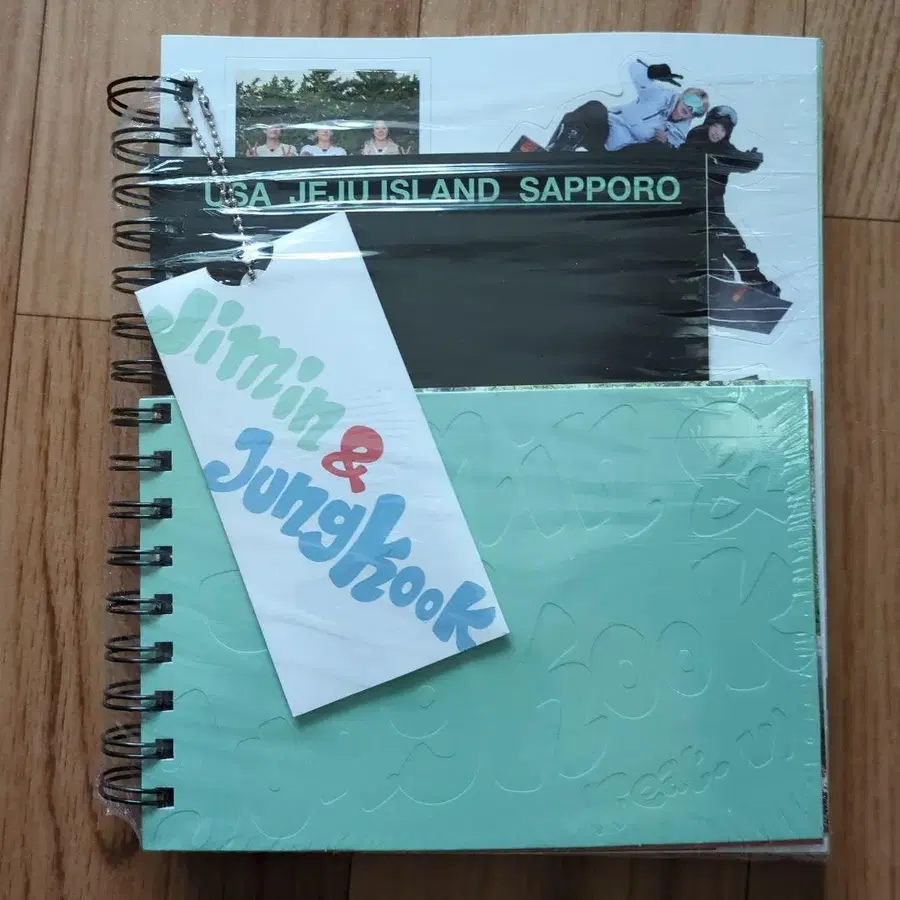 USA JEJU ISLAND SAPPORO
Jimin
&
Jungkook
&